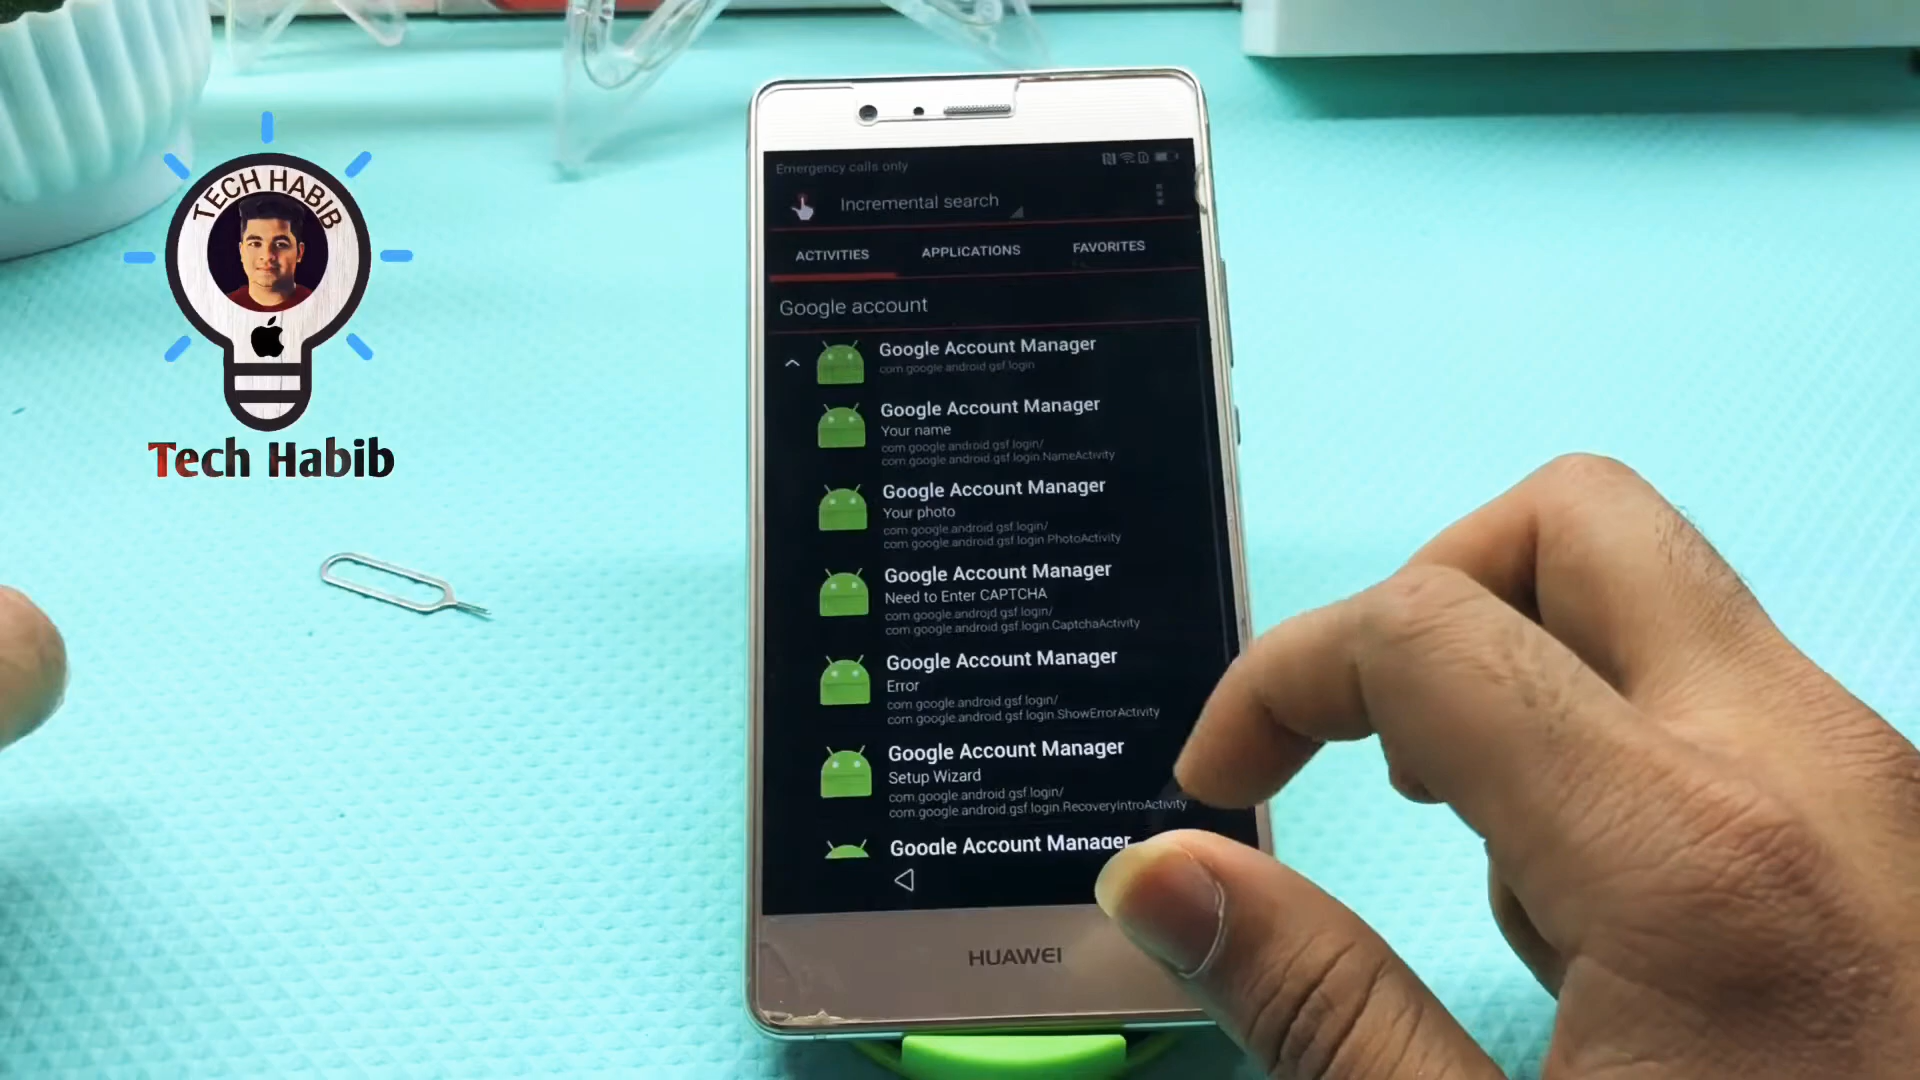 TECH HABIB
Tech Habib
Emergency calls only
Incremental search
ACTIVITIES
APPLICATIONS
FAVORITES
Google account
Google Account Manager
com.google.android.gsf.login
Google Account Manager
Your name
com.google.android.gsf.login/
com.google.android.gsf.login.NameActivity
Google Account Manager
Your photo
com.google.android.gsf.login/
com.google.android.gsf.login.PhotoActivity
Google Account Manager
Need to Enter CAPTCHA
com.google.android.gsf.login/
com.google.android.gsf.login.CaptchaActivity
Google Account Manager
Error
com.google.android.gsf.login/
com.google.android.gsf.login.ShowErrorActivity
Google Account Manager
Setup Wizard
com.google.android.gsf.login/
com.google.android.gsf.login.RecoveryIntroActivity
Google Account Manager
HUAWEI